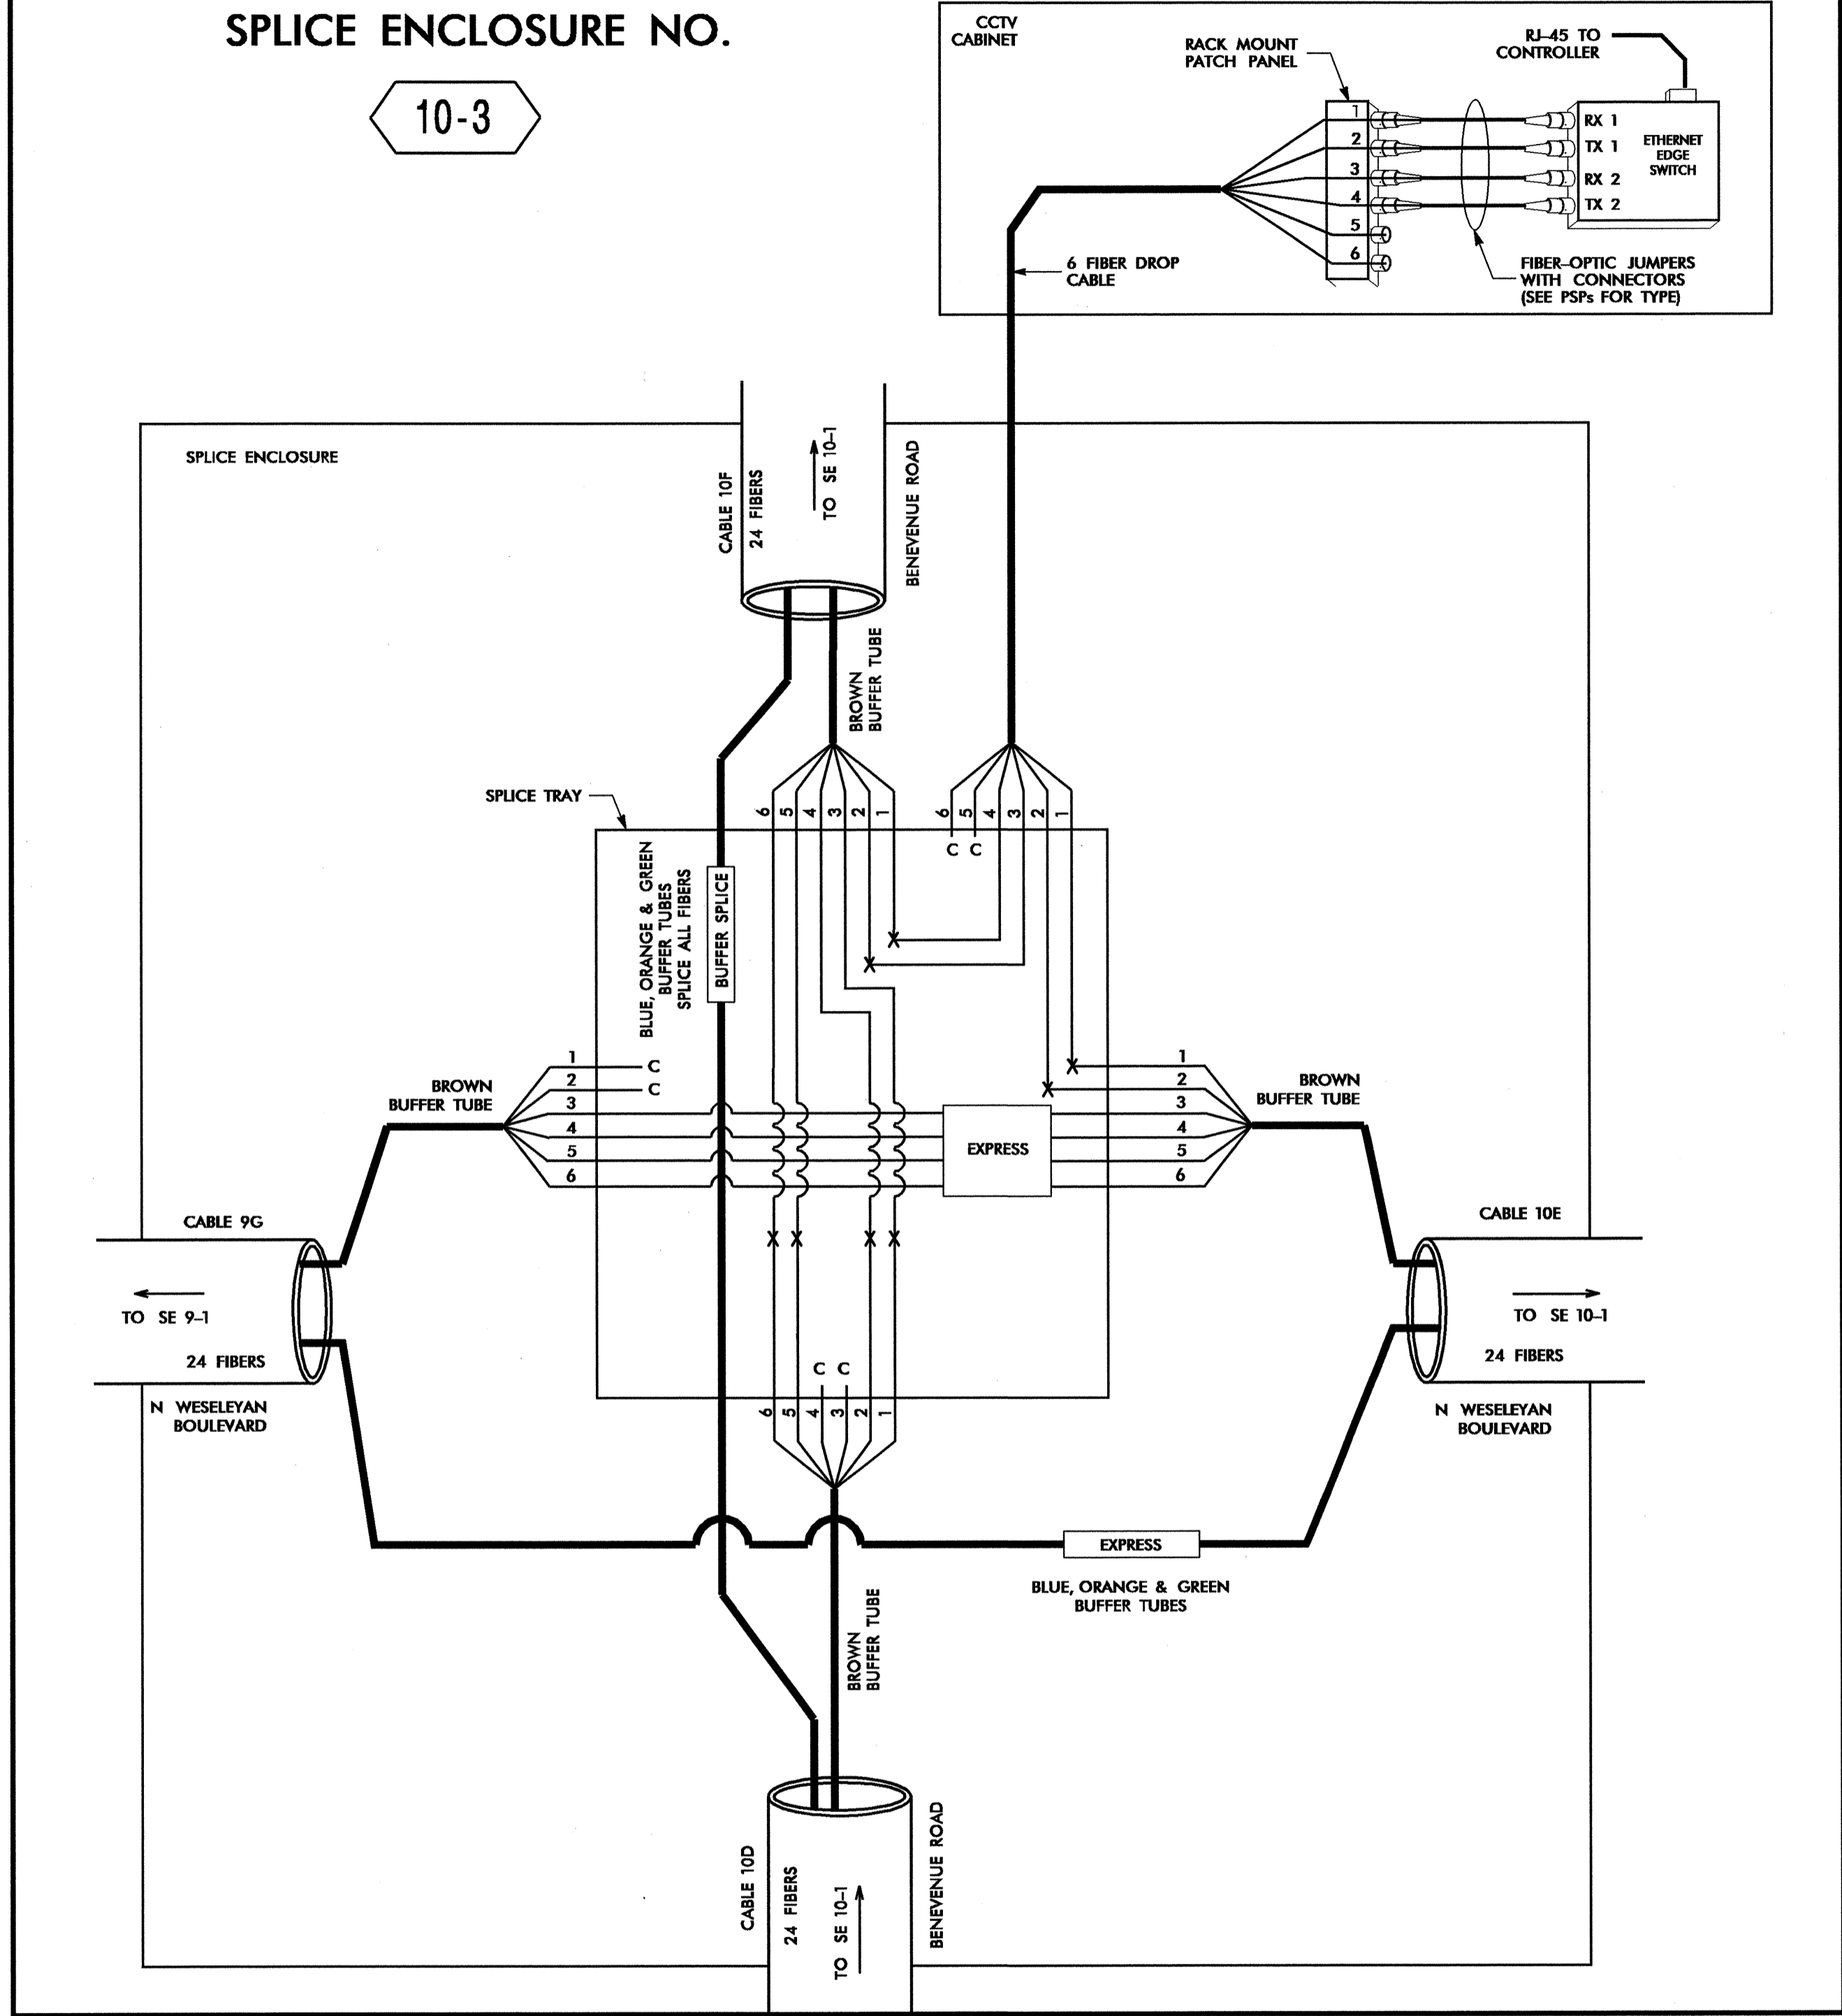 SPLICE ENCLOSURE NO.
10-3
CCTV
CABINET
RACK MOUNT
PATCH PANEL
RJ-45 TO
CONTROLLER
1
2
3
4
5
6
RX 1
TX 1
RX 2
TX 2
ETHERNET
EDGE
SWITCH
6 FIBER DROP
CABLE
FIBER-OPTIC JUMPERS
WITH CONNECTORS
(SEE PSPs FOR TYPE)
SPLICE ENCLOSURE
CABLE 10F
24 FIBERS
TO SE 10-1
BENEVENUE ROAD
BROWN
BUFFER TUBE
SPLICE TRAY
6
5
4
3
2
1
6
5
4
3
2
1
C C
BLUE, ORANGE & GREEN
BUFFER TUBES
SPLICE ALL FIBERS
BUFFER SPLICE
BROWN
BUFFER TUBE
1
2
3
4
5
6
C
C
EXPRESS
1
2
3
4
5
6
BROWN
BUFFER TUBE
CABLE 9G
TO SE 9-1
24 FIBERS
N WESELEYAN
BOULEVARD
CABLE 10E
TO SE 10-1
24 FIBERS
N WESELEYAN
BOULEVARD
C C
6
5
4
3
2
1
EXPRESS
BLUE, ORANGE & GREEN
BUFFER TUBES
BROWN
BUFFER TUBE
CABLE 10D
24 FIBERS
TO SE 10-1
BENEVENUE ROAD